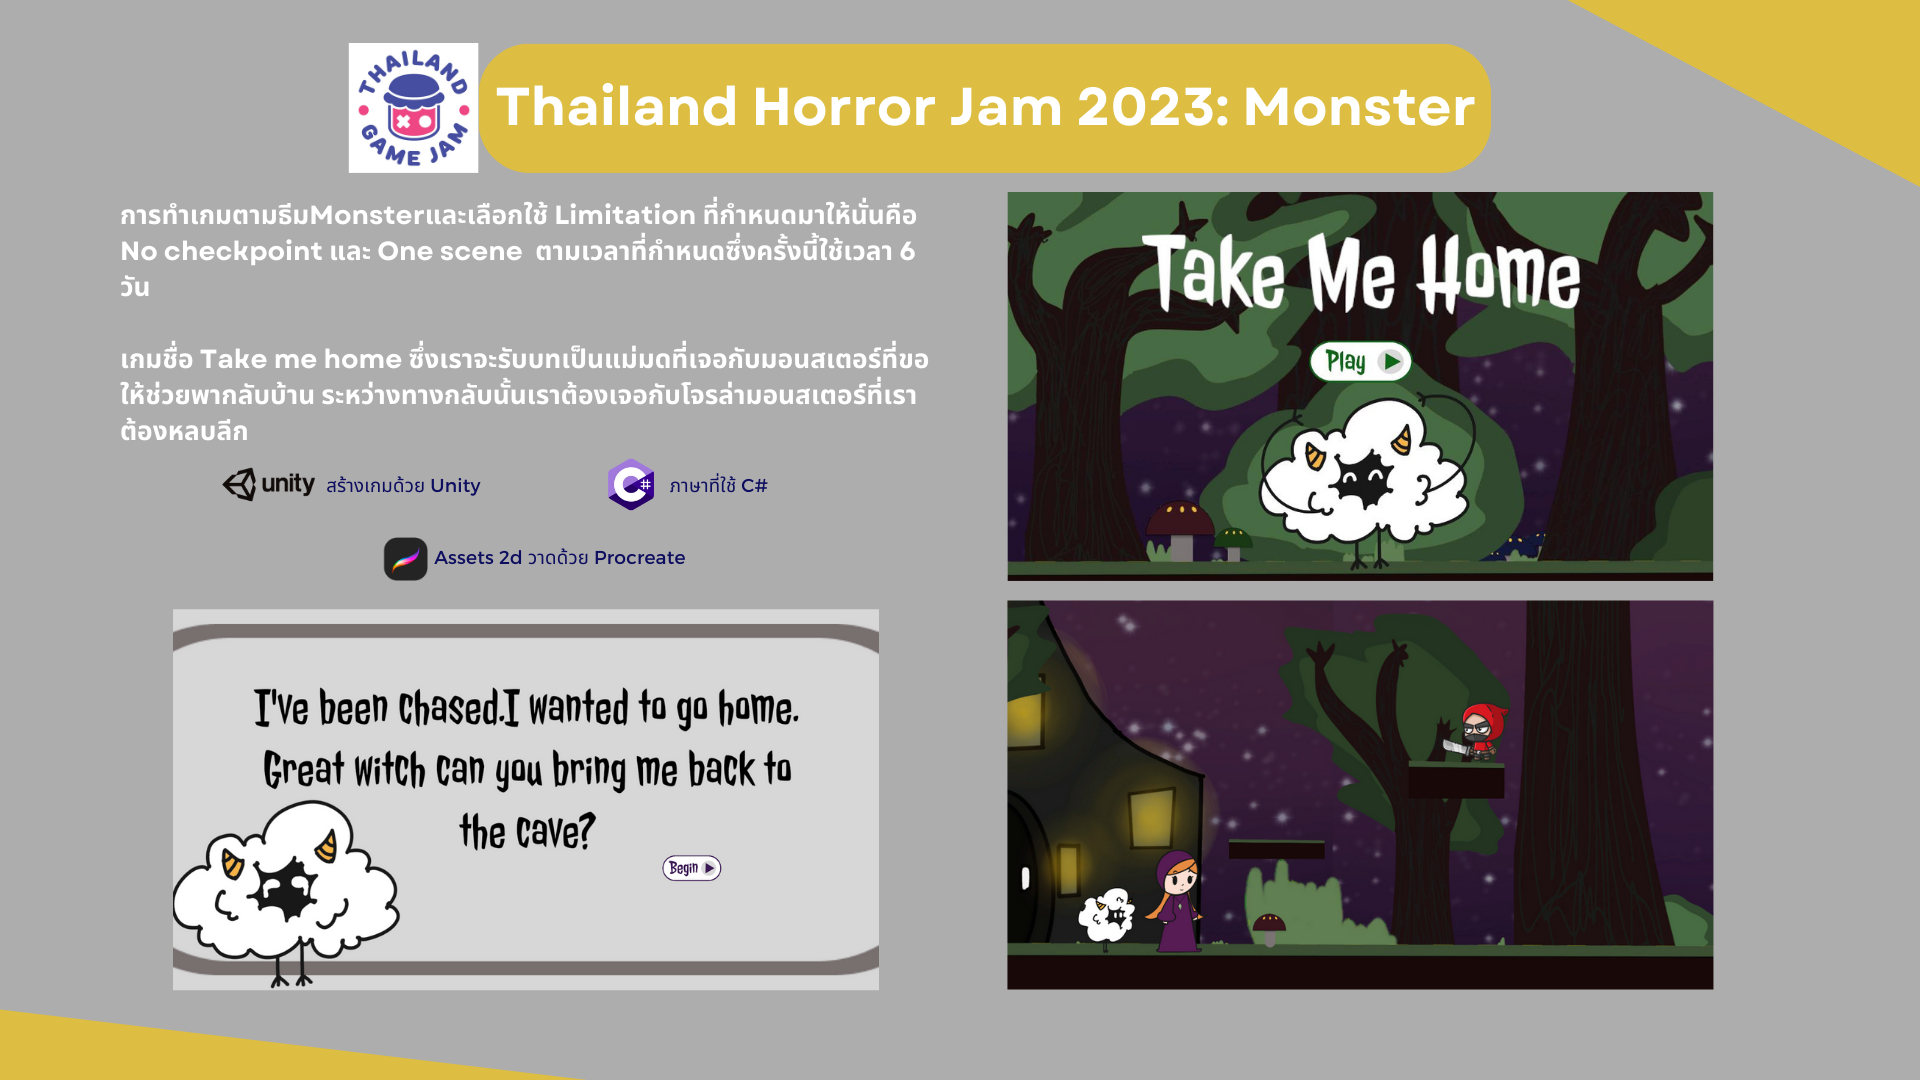 THAILAND
GAME JAM
Thailand Horror Jam 2023: Monster
การทำเกมตามธีมMonsterและเลือกใช้ Limitation ที่กำหนดมาให้นั่นคือ
No checkpoint และ One scene  ตามเวลาที่กำหนดซึ่งครั้งนี้ใช้เวลา 6
วัน
เกมชื่อ Take me home ซึ่งเราจะรับบทเป็นแม่มดที่เจอกับมอนสเตอร์ที่ขอ
ให้ช่วยพากลับบ้าน ระหว่างทางกลับนั้นเราต้องเจอกับโจรล่ามอนสเตอร์ที่เรา
ต้องหลบลีก
unity สร้างเกมด้วย Unity
C# ภาษาที่ใช้ C#
Assets 2d วาดด้วย Procreate
Take Me Home
Play
I've been chased.I wanted to go home.
Great witch can you bring me back to
the cave?
Begin